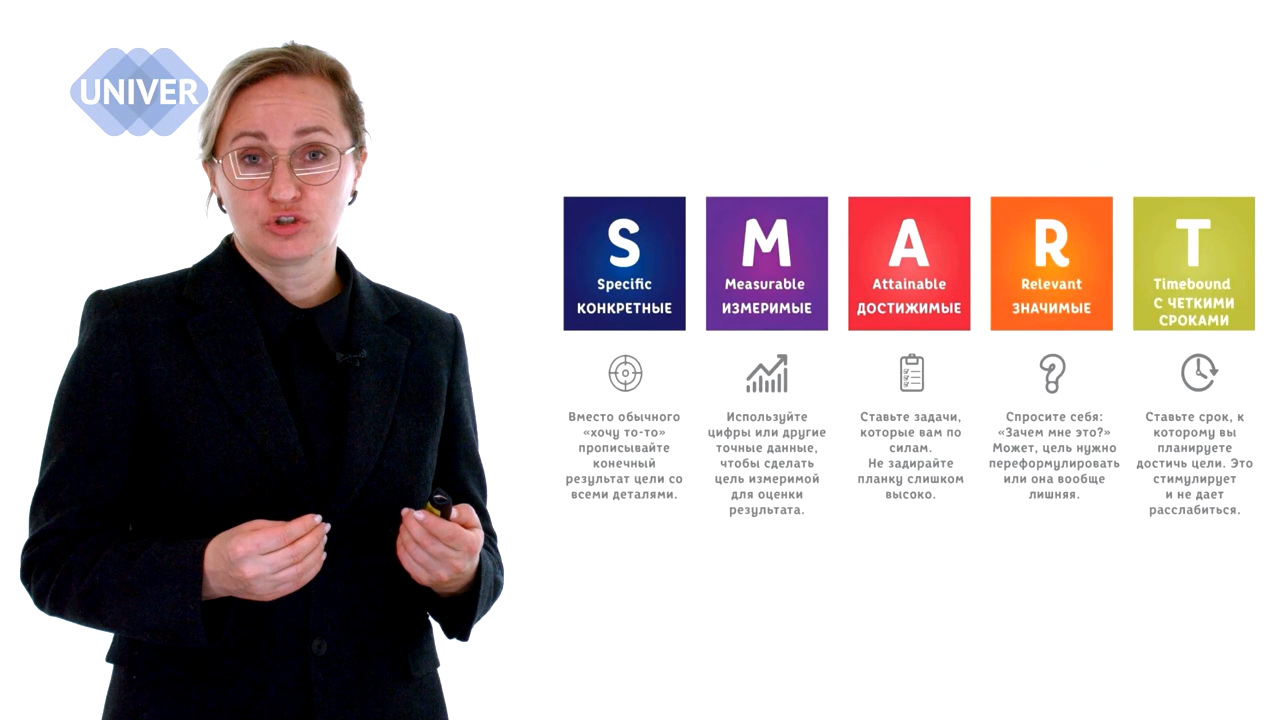 UNIVER
S
Specific
КОНКРЕТНЫЕ
Вместо обычного
«хочу то-то»
прописывайте
конечный
результат цели со
всеми деталями.
M
Measurable
ИЗМЕРИМЫЕ
Используйте
цифры или другие
точные данные,
чтобы сделать
цель измеримой
для оценки
результата.
A
Attainable
ДОСТИЖИМЫЕ
Ставьте задачи,
которые вам по
силам.
Не задирайте
планку слишком
высоко.
R
Relevant
ЗНАЧИМЫЕ
Спросите себя:
«Зачем мне это?»
Может, цель нужно
переформулировать
или она вообще
лишняя.
T
Timebound
С ЧЕТКИМИ
СРОКАМИ
Ставьте срок, к
которому вы
планируете
достичь цели. Это
стимулирует
и не дает
расслабиться.